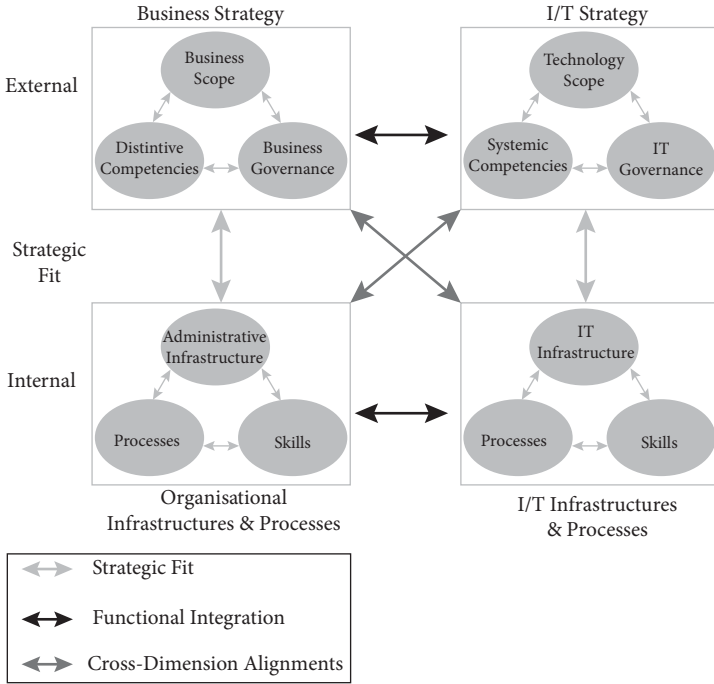 Business Strategy
I/T Strategy
External
Business
Scope
Distintive
Competencies
Business
Governance
Technology
Scope
Systemic
Competencies
IT
Governance
Strategic
Fit
Internal
Administrative
Infrastructure
Processes
Skills
IT
Infrastructure
Processes
Skills
Organisational
Infrastructures & Processes
I/T Infrastructures
& Processes
Strategic Fit
Functional Integration
Cross-Dimension Alignments